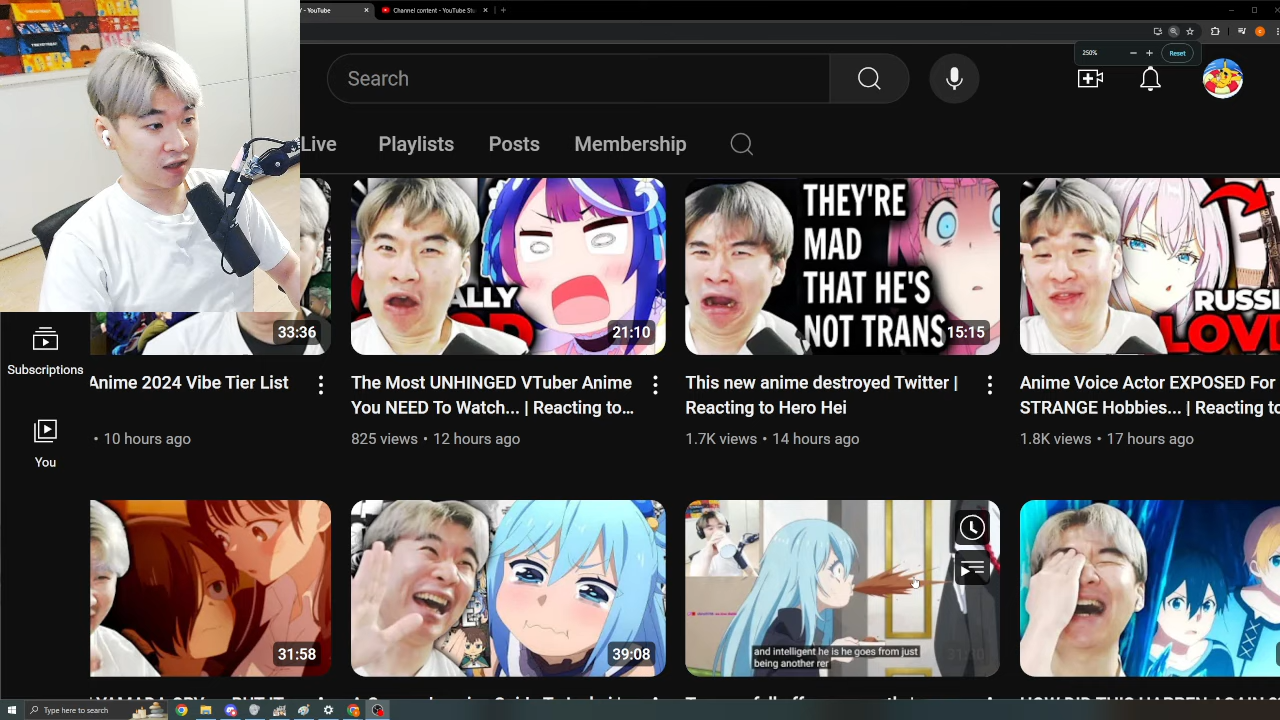 - YouTube
Channel content - YouTube Stu
250%
Reset
Search
Live
Playlists
Posts
Membership
THEY'RE
MAD
THAT HE'S
NOT TRANS
RUSSI
LOVE
33:36
21:10
15:15
Subscriptions
Anime 2024 Vibe Tier List
The Most UNHINGED VTuber Anime
You NEED To Watch... | Reacting to...
This new anime destroyed Twitter |
Reacting to Hero Hei
Anime Voice Actor EXPOSED For
STRANGE Hobbies... | Reacting to
• 10 hours ago
825 views • 12 hours ago
1.7K views • 14 hours ago
1.8K views • 17 hours ago
You
31:58
39:08
and intelligent he is he goes from just
being another rer
Type here to search